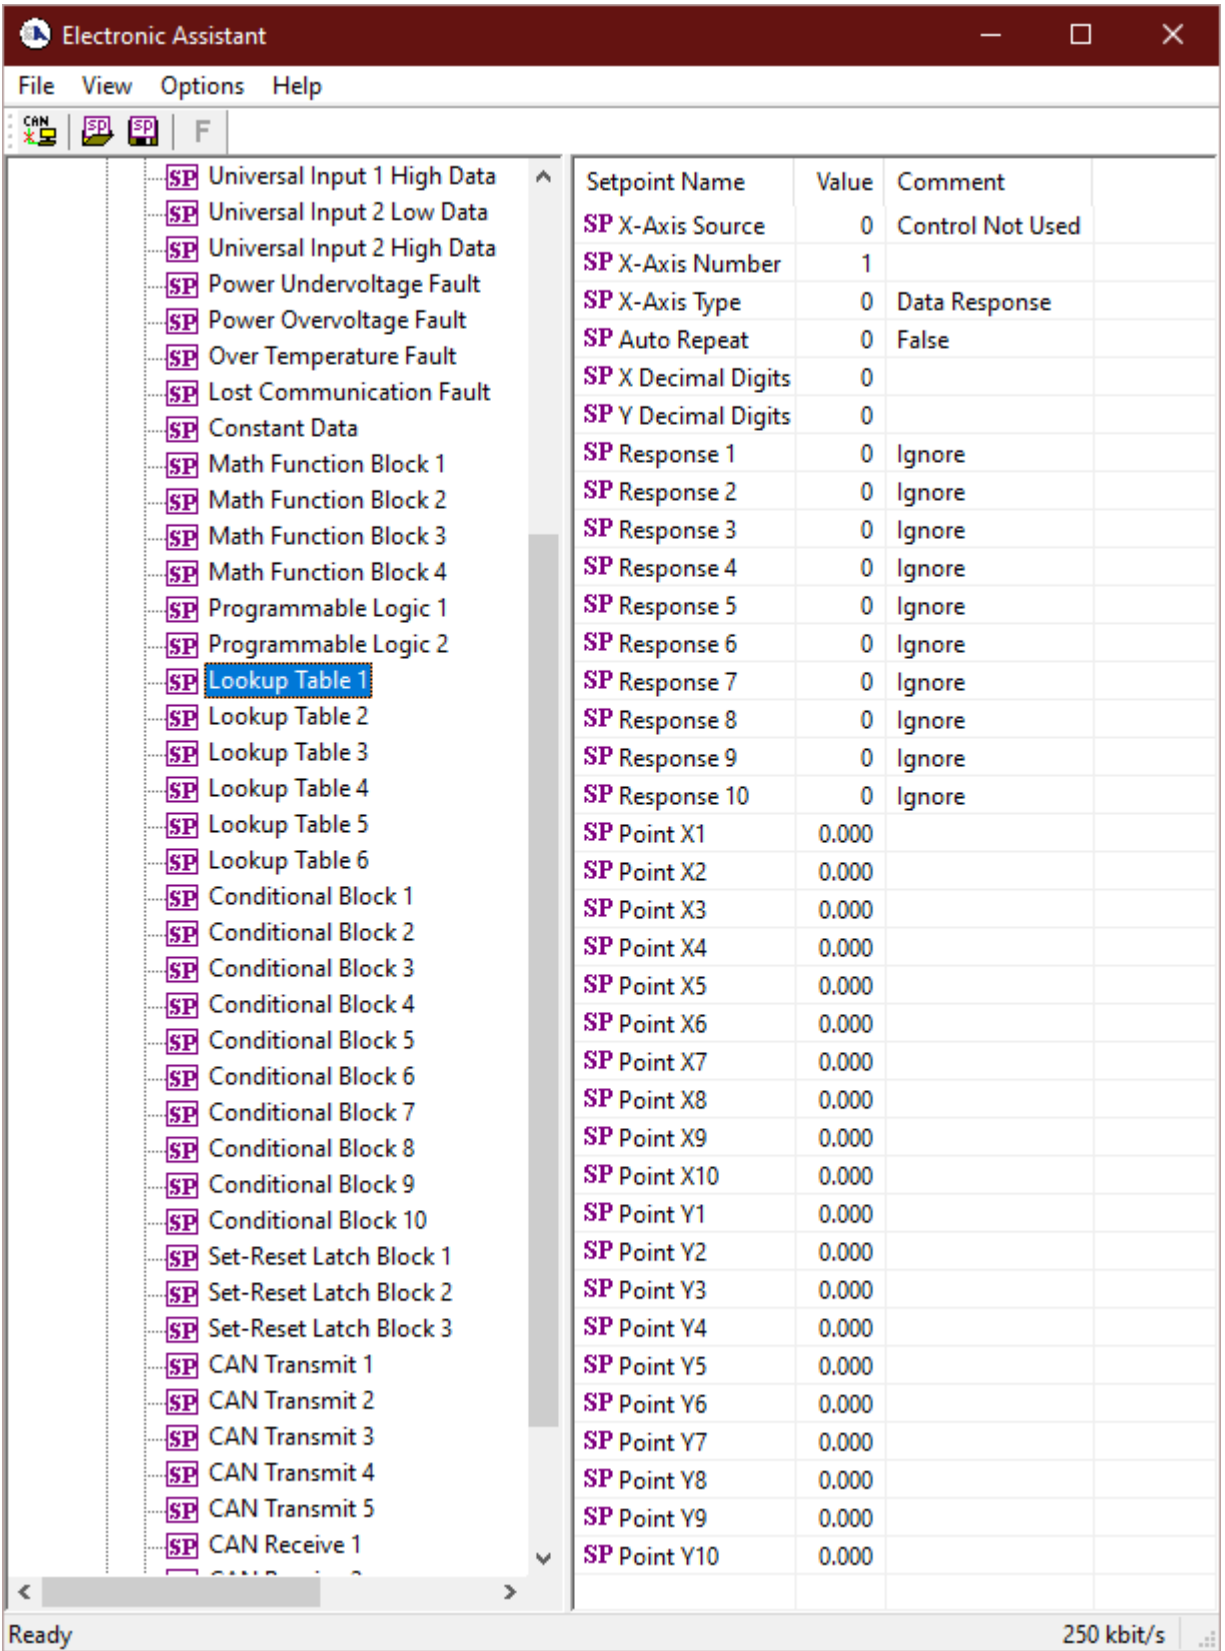 Electronic Assistant
File View Options Help
CAN SP SP F
SP Universal Input 1 High Data
SP Universal Input 2 Low Data
SP Universal Input 2 High Data
SP Power Undervoltage Fault
SP Power Overvoltage Fault
SP Over Temperature Fault
SP Lost Communication Fault
SP Constant Data
SP Math Function Block 1
SP Math Function Block 2
SP Math Function Block 3
SP Math Function Block 4
SP Programmable Logic 1
SP Programmable Logic 2
SP Lookup Table 1
SP Lookup Table 2
SP Lookup Table 3
SP Lookup Table 4
SP Lookup Table 5
SP Lookup Table 6
SP Conditional Block 1
SP Conditional Block 2
SP Conditional Block 3
SP Conditional Block 4
SP Conditional Block 5
SP Conditional Block 6
SP Conditional Block 7
SP Conditional Block 8
SP Conditional Block 9
SP Conditional Block 10
SP Set-Reset Latch Block 1
SP Set-Reset Latch Block 2
SP Set-Reset Latch Block 3
SP CAN Transmit 1
SP CAN Transmit 2
SP CAN Transmit 3
SP CAN Transmit 4
SP CAN Transmit 5
SP CAN Receive 1
Setpoint Name Value Comment
SP X-Axis Source 0 Control Not Used
SP X-Axis Number 1
SP X-Axis Type 0 Data Response
SP Auto Repeat 0 False
SP X Decimal Digits 0
SP Y Decimal Digits 0
SP Response 1 0 Ignore
SP Response 2 0 Ignore
SP Response 3 0 Ignore
SP Response 4 0 Ignore
SP Response 5 0 Ignore
SP Response 6 0 Ignore
SP Response 7 0 Ignore
SP Response 8 0 Ignore
SP Response 9 0 Ignore
SP Response 10 0 Ignore
SP Point X1 0.000
SP Point X2 0.000
SP Point X3 0.000
SP Point X4 0.000
SP Point X5 0.000
SP Point X6 0.000
SP Point X7 0.000
SP Point X8 0.000
SP Point X9 0.000
SP Point X10 0.000
SP Point Y1 0.000
SP Point Y2 0.000
SP Point Y3 0.000
SP Point Y4 0.000
SP Point Y5 0.000
SP Point Y6 0.000
SP Point Y7 0.000
SP Point Y8 0.000
SP Point Y9 0.000
SP Point Y10 0.000
Ready 250 kbit/s